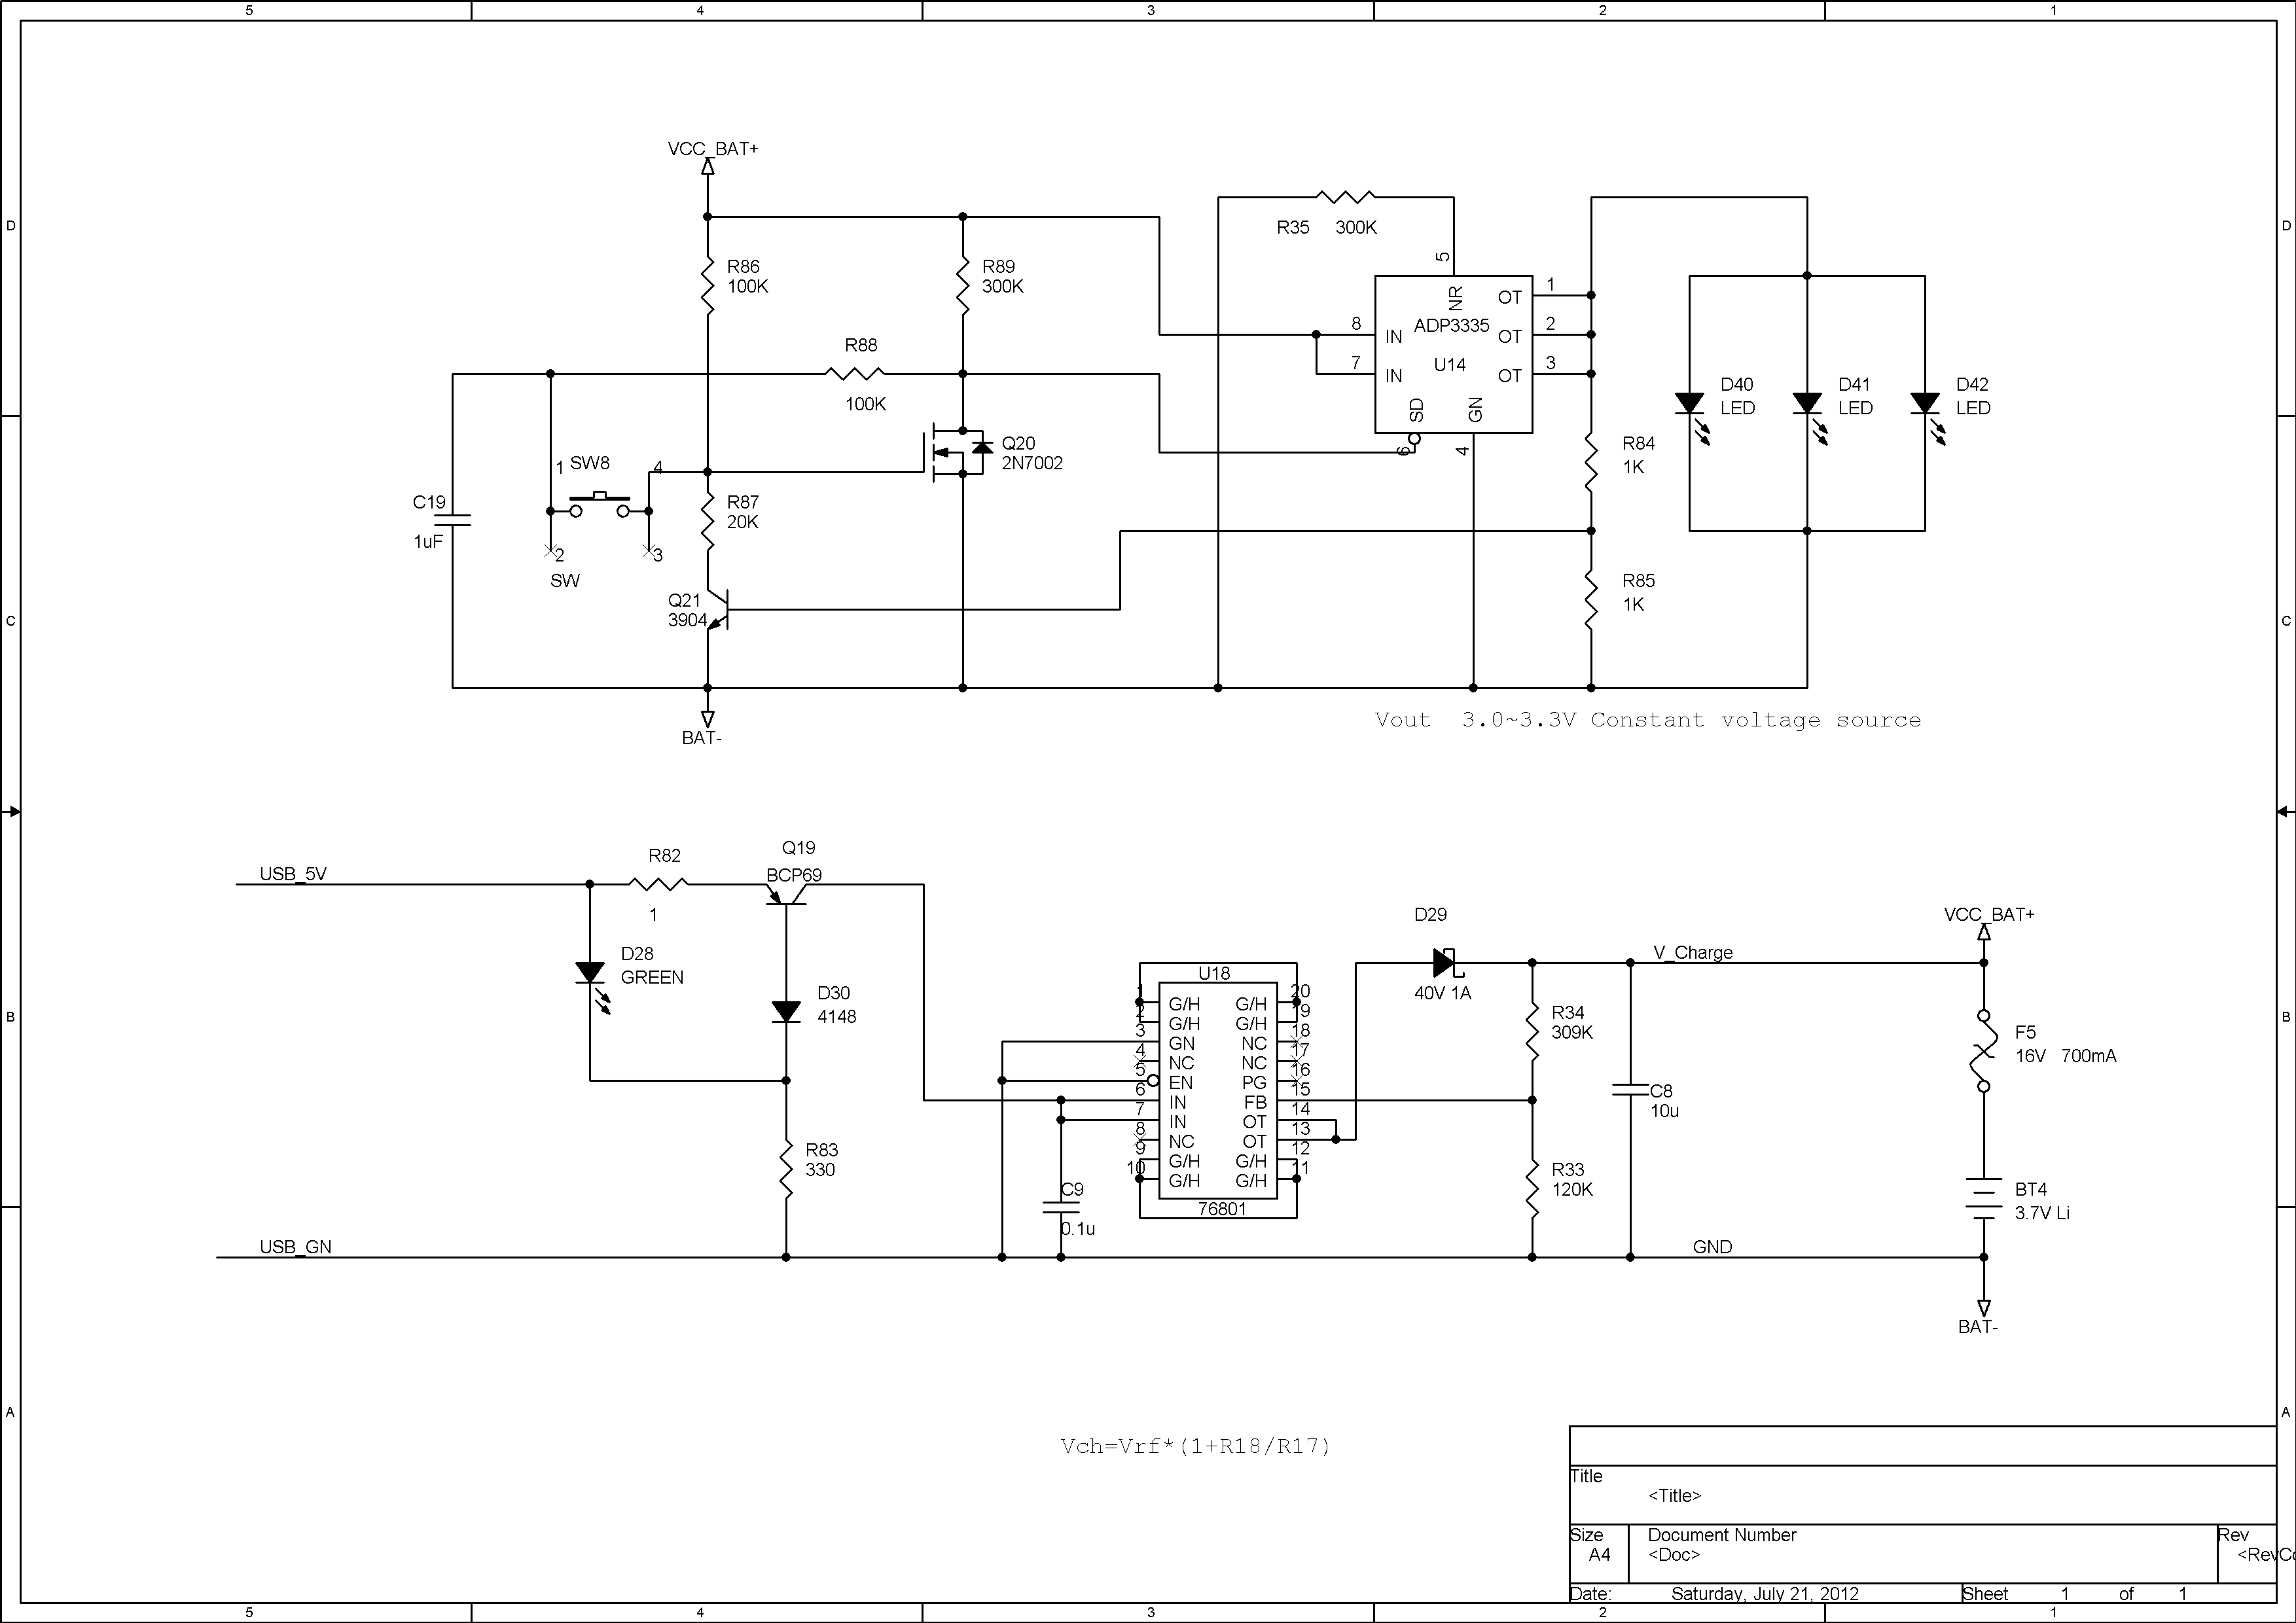 5 4 3 2 1
D D
C C
B B
A A
VCC_BAT+
R86
100K
R89
300K
R88
100K
R35 300K
5
NR
ADP3335
U14
8 IN
7 IN
OT 1
OT 2
OT 3
SD
6
GN
4
D40
LED
D41
LED
D42
LED
R84
1K
R85
1K
Q20
2N7002
1 SW8 4
2 3
SW
C19
1uF
R87
20K
Q21
3904
BAT-
Vout 3.0~3.3V Constant voltage source
USB_5V
R82
1
Q19
BCP69
D28
GREEN
D30
4148
R83
330
USB_GN
C9
0.1u
U18
1 G/H G/H 20
2 G/H G/H 19
3 GN NC 18
4 NC NC 17
5 EN PG 16
6 IN FB 15
7 IN OT 14
8 NC OT 13
9 G/H G/H 12
10 G/H G/H 11
76801
D29
40V 1A
V_Charge
R34
309K
R33
120K
C8
10u
GND
VCC_BAT+
F5
16V 700mA
BT4
3.7V Li
BAT-
Vch=Vrf*(1+R18/R17)
Title
<Title>
Size
A4
Document Number
<Doc>
Rev
<RevCo
Date: Saturday, July 21, 2012 Sheet 1 of 1
5 4 3 2 1